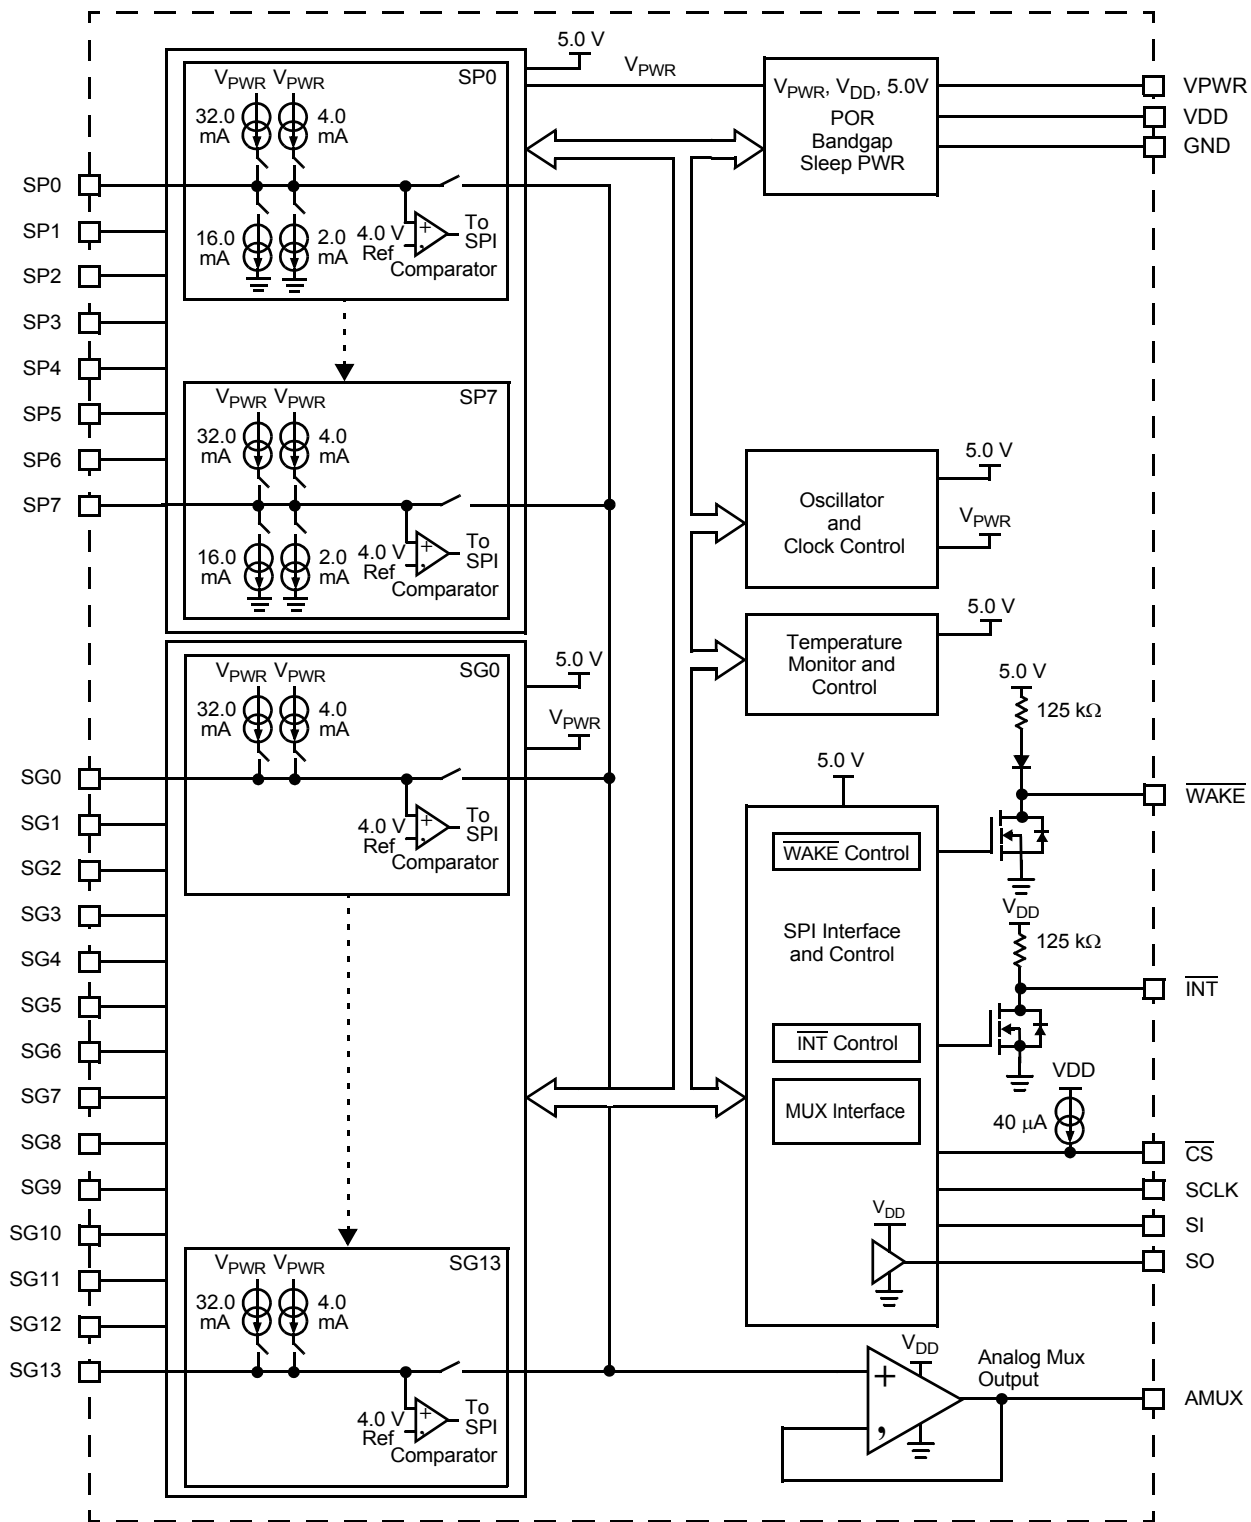 5.0 V
VPWR
VPWR VPWR
SP0
32.0 mA
4.0 mA
16.0 mA
2.0 mA
4.0 V Ref
+
To SPI
Comparator
VPWR, VDD, 5.0V
POR
Bandgap
Sleep PWR
VPWR
VDD
GND
SP0
SP1
SP2
SP3
SP4
SP5
SP6
SP7
VPWR VPWR
SP7
32.0 mA
4.0 mA
16.0 mA
2.0 mA
4.0 V Ref
+
To SPI
Comparator
5.0 V
VPWR
Oscillator
and
Clock Control
5.0 V
Temperature
Monitor and
Control
5.0 V
VPWR
VPWR VPWR
SG0
32.0 mA
4.0 mA
4.0 V Ref
+
To SPI
Comparator
5.0 V
125 kΩ
WAKE
5.0 V
WAKE Control
SPI Interface
and Control
INT Control
MUX Interface
VDD
125 kΩ
INT
VDD
40 μA
CS
SCLK
SI
SO
VDD
SG0
SG1
SG2
SG3
SG4
SG5
SG6
SG7
SG8
SG9
SG10
SG11
SG12
SG13
VPWR VPWR
SG13
32.0 mA
4.0 mA
4.0 V Ref
+
To SPI
Comparator
VDD
+
,
Analog Mux
Output
AMUX